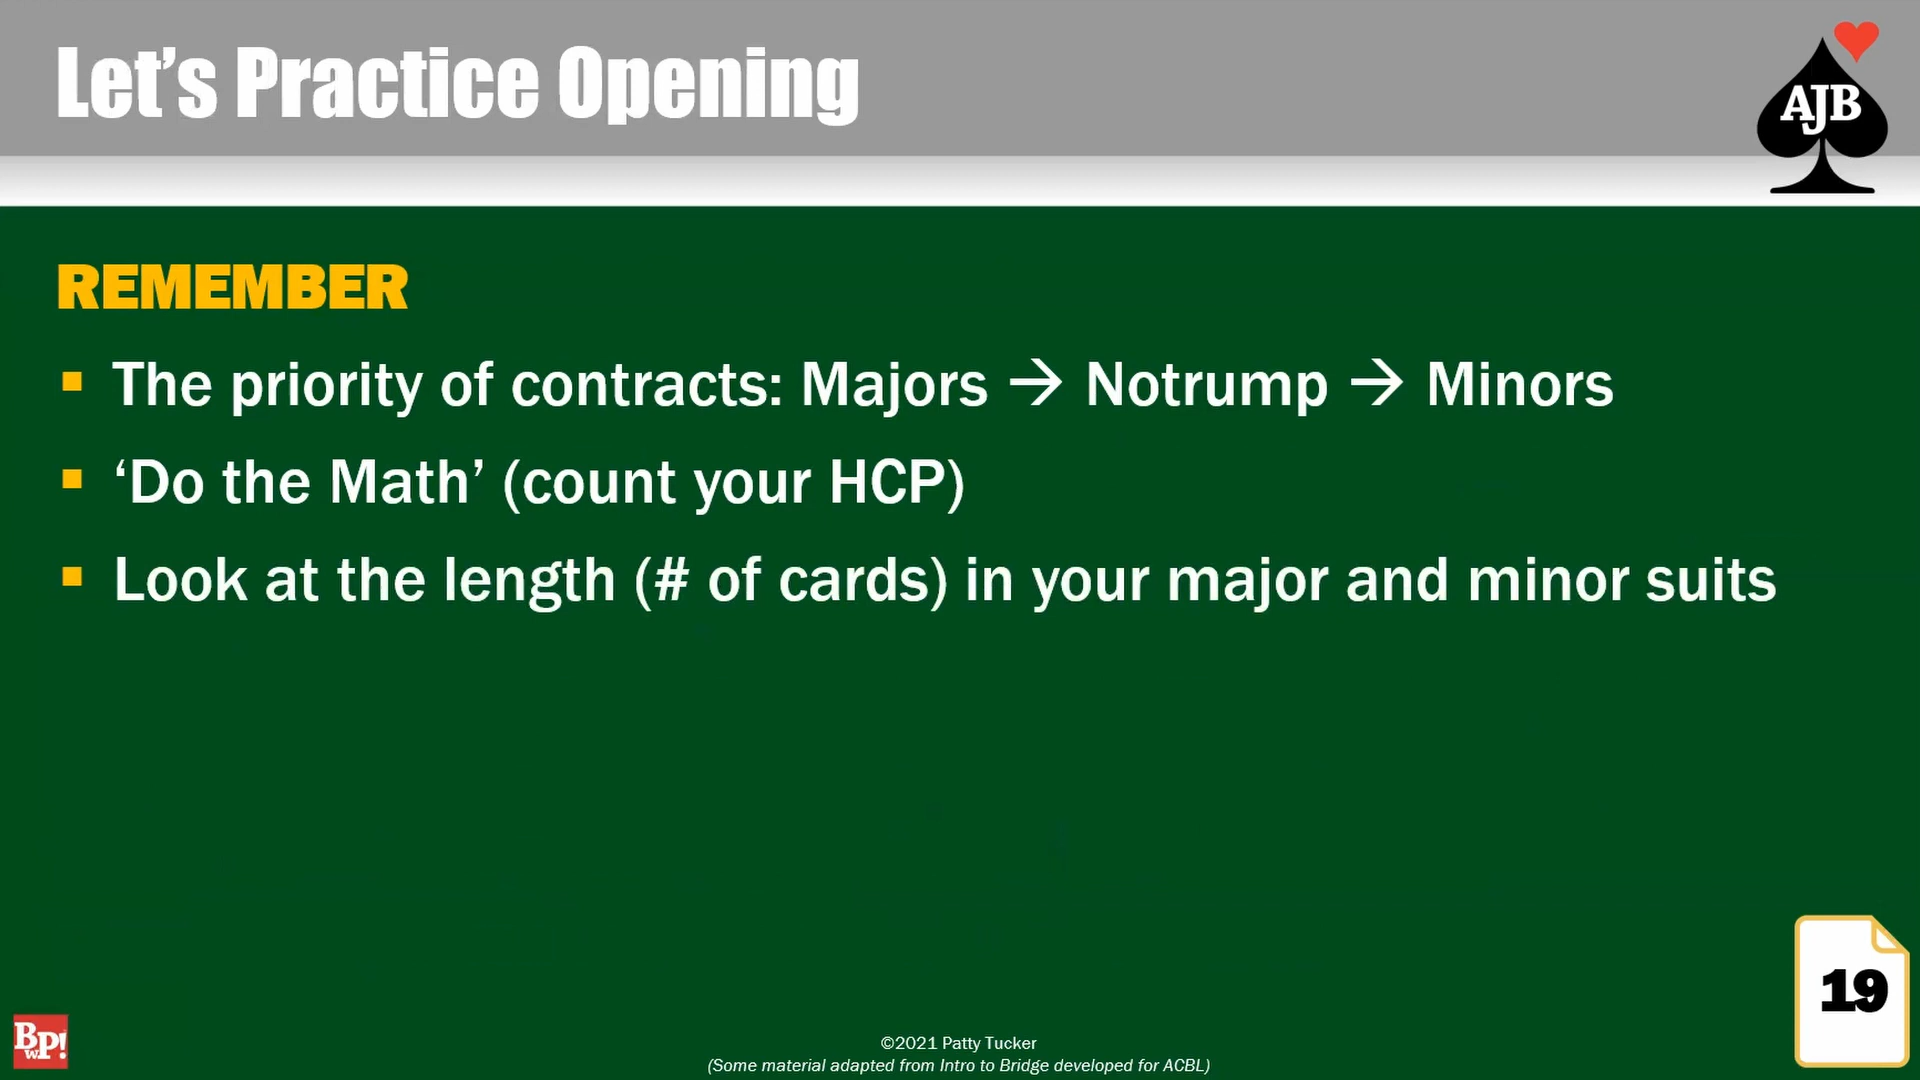 Let’s Practice Opening
AJB
REMEMBER
▪ The priority of contracts: Majors → Notrump → Minors
▪ ‘Do the Math’ (count your HCP)
▪ Look at the length (# of cards) in your major and minor suits
19
BwP!
©2021 Patty Tucker
(Some material adapted from Intro to Bridge developed for ACBL)